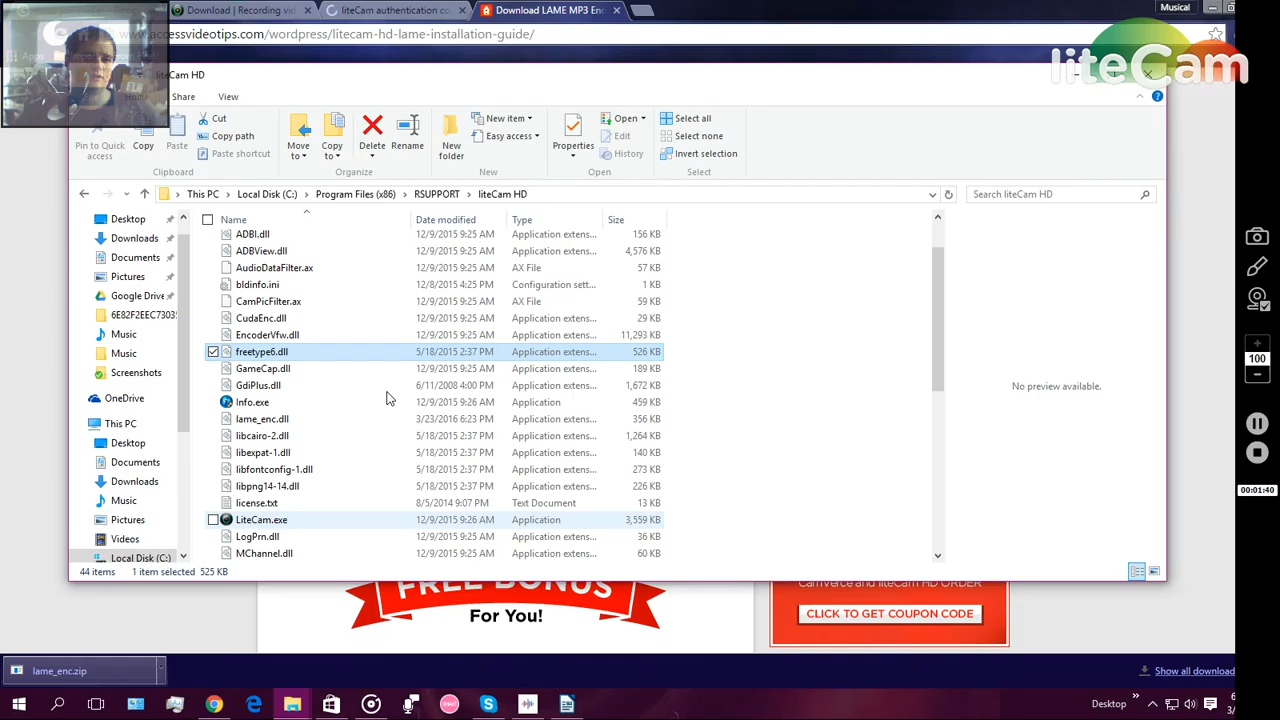 Download | Recording vid
liteCam authentication co
Download LAME MP3 Enc
Musical
www.accessvideotips.com/wordpress/litecam-hd-lame-installation-guide/
Apps
liteCam
liteCam HD
File
Home
Share
View
Pin to Quick access
Copy
Paste
Cut
Copy path
Paste shortcut
Clipboard
Move to
Copy to
Delete
Rename
Organize
New folder
New item
Easy access
New
Properties
Open
Edit
History
Open
Select all
Select none
Invert selection
Select
This PC > Local Disk (C:) > Program Files (x86) > RSUPPORT > liteCam HD
Search liteCam HD
Desktop
Downloads
Documents
Pictures
Google Drive
6E82F2EEC7303
Music
Music
Screenshots
OneDrive
This PC
Desktop
Documents
Downloads
Music
Pictures
Videos
Local Disk (C:)
Name Date modified Type Size
ADBI.dll 12/9/2015 9:25 AM Application extens... 156 KB
ADBView.dll 12/9/2015 9:25 AM Application extens... 4,576 KB
AudioDataFilter.ax 12/9/2015 9:25 AM AX File 57 KB
bldinfo.ini 12/8/2015 4:25 PM Configuration sett... 1 KB
CamPicFilter.ax 12/9/2015 9:25 AM AX File 59 KB
CudaEnc.dll 12/9/2015 9:25 AM Application extens... 29 KB
EncoderVfw.dll 12/9/2015 9:25 AM Application extens... 11,293 KB
freetype6.dll 5/18/2015 2:37 PM Application extens... 526 KB
GameCap.dll 12/9/2015 9:25 AM Application extens... 189 KB
GdiPlus.dll 6/11/2008 4:00 PM Application extens... 1,672 KB
Info.exe 12/9/2015 9:26 AM Application 459 KB
lame_enc.dll 3/23/2016 6:23 PM Application extens... 356 KB
libcairo-2.dll 5/18/2015 2:37 PM Application extens... 1,264 KB
libexpat-1.dll 5/18/2015 2:37 PM Application extens... 140 KB
libfontconfig-1.dll 5/18/2015 2:37 PM Application extens... 273 KB
libpng14-14.dll 5/18/2015 2:37 PM Application extens... 226 KB
license.txt 8/5/2014 9:07 PM Text Document 13 KB
LiteCam.exe 12/9/2015 9:26 AM Application 3,559 KB
LogPrn.dll 12/9/2015 9:25 AM Application extens... 36 KB
MChannel.dll 12/9/2015 9:25 AM Application extens... 60 KB
No preview available.
44 items 1 item selected 525 KB
100
00:01:40
FREE BONUS
For You!
CamVerce and liteCam HD ORDER
CLICK TO GET COUPON CODE
lame_enc.zip
Show all download
Desktop